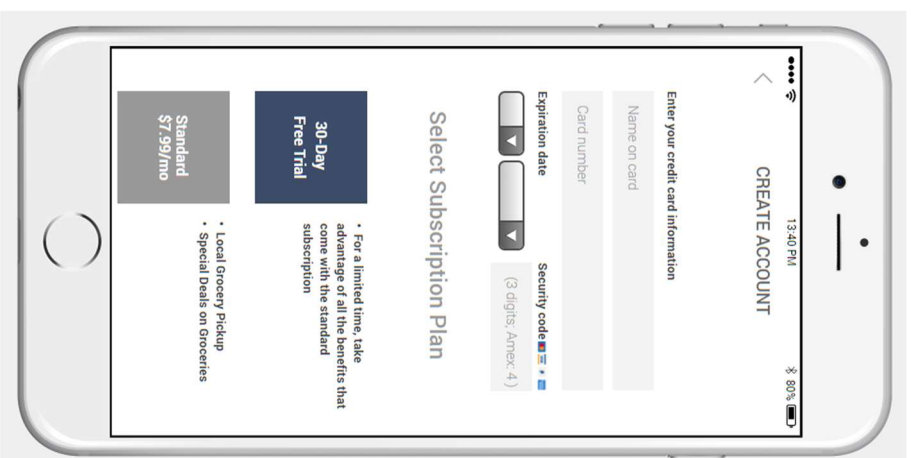 13:40 PM
80%
CREATE ACCOUNT
Enter your credit card information
Name on card
Card number
Expiration date
Security code
(3 digits; Amex: 4 )
Select Subscription Plan
30-Day
Free Trial
• For a limited time, take
advantage of all the benefits that
come with the standard
subscription
Standard
$7.99/mo
• Local Grocery Pickup
• Special Deals on Groceries